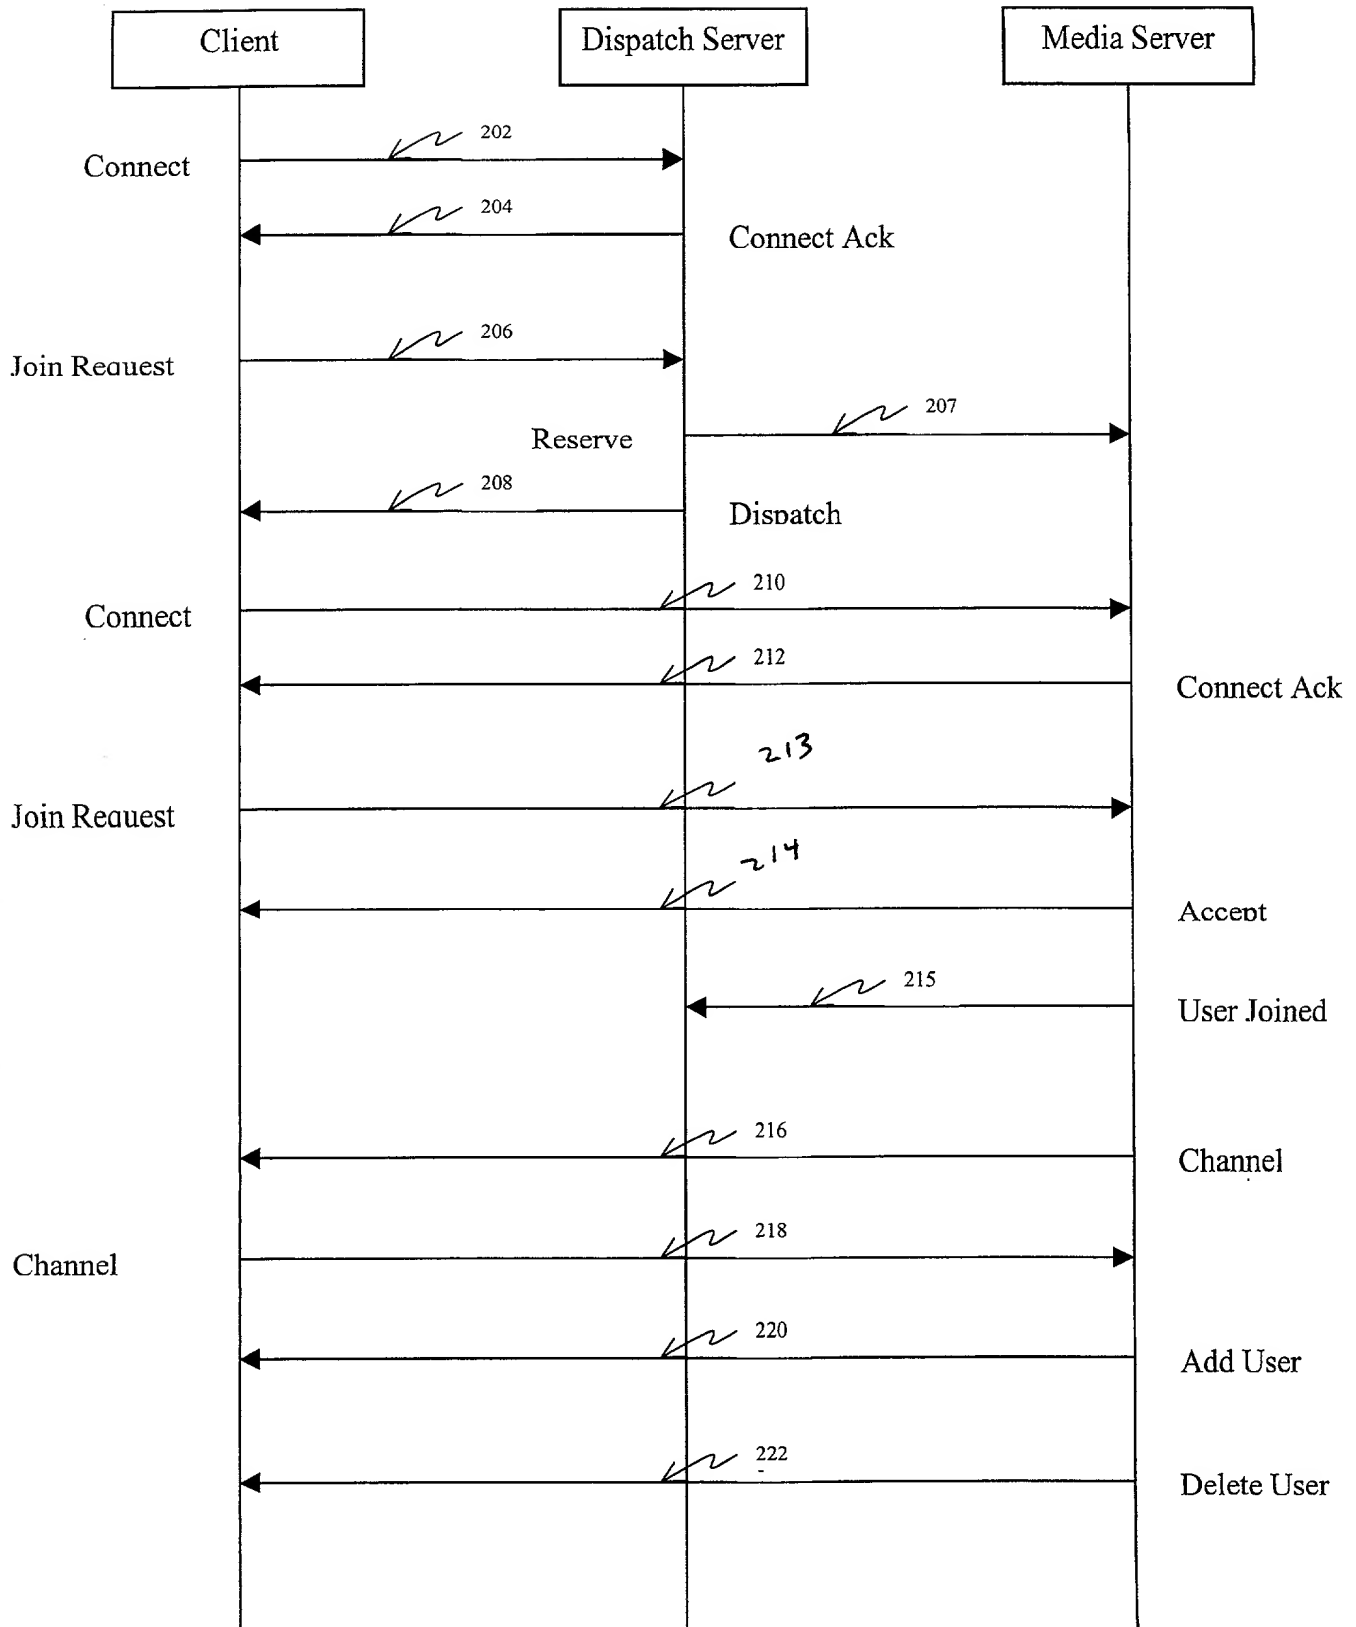 Client
Dispatch Server
Media Server
202
Connect
204
Connect Ack
206
Join Request
207
Reserve
208
Dispatch
210
Connect
212
Connect Ack
213
Join Request
214
Accept
215
User Joined
216
Channel
218
Channel
220
Add User
222
Delete User